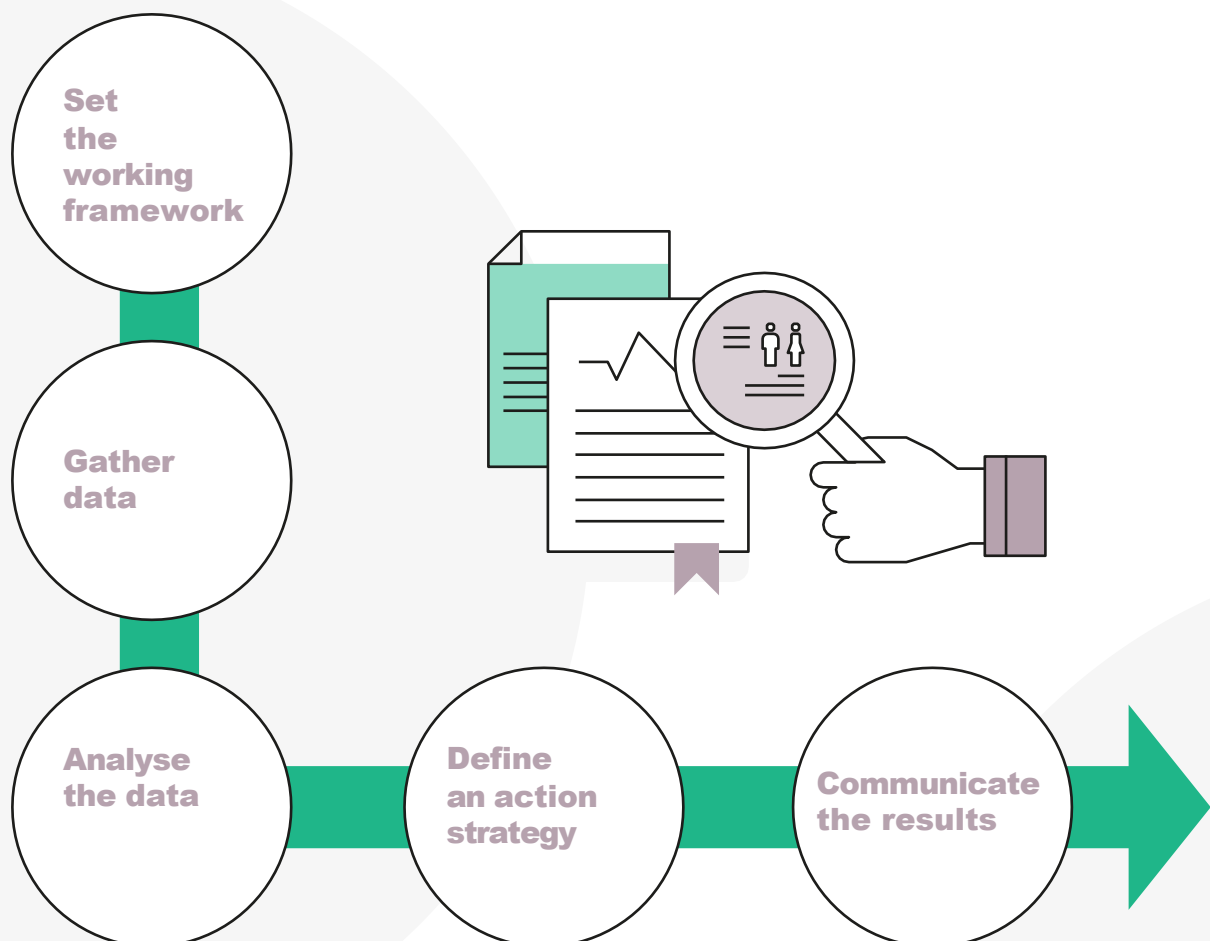 Set
the
working
framework
Gather
data
Analyse
the data
Define
an action
strategy
Communicate
the results